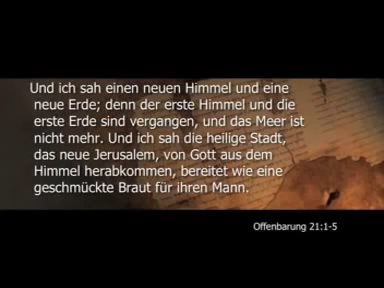 Und ich sah einen neuen Himmel und eine
neue Erde; denn der erste Himmel und die
erste Erde sind vergangen, und das Meer ist
nicht mehr. Und ich sah die heilige Stadt,
das neue Jerusalem, von Gott aus dem
Himmel herabkommen, bereitet wie eine
geschmückte Braut für ihren Mann.
Offenbarung 21:1-5